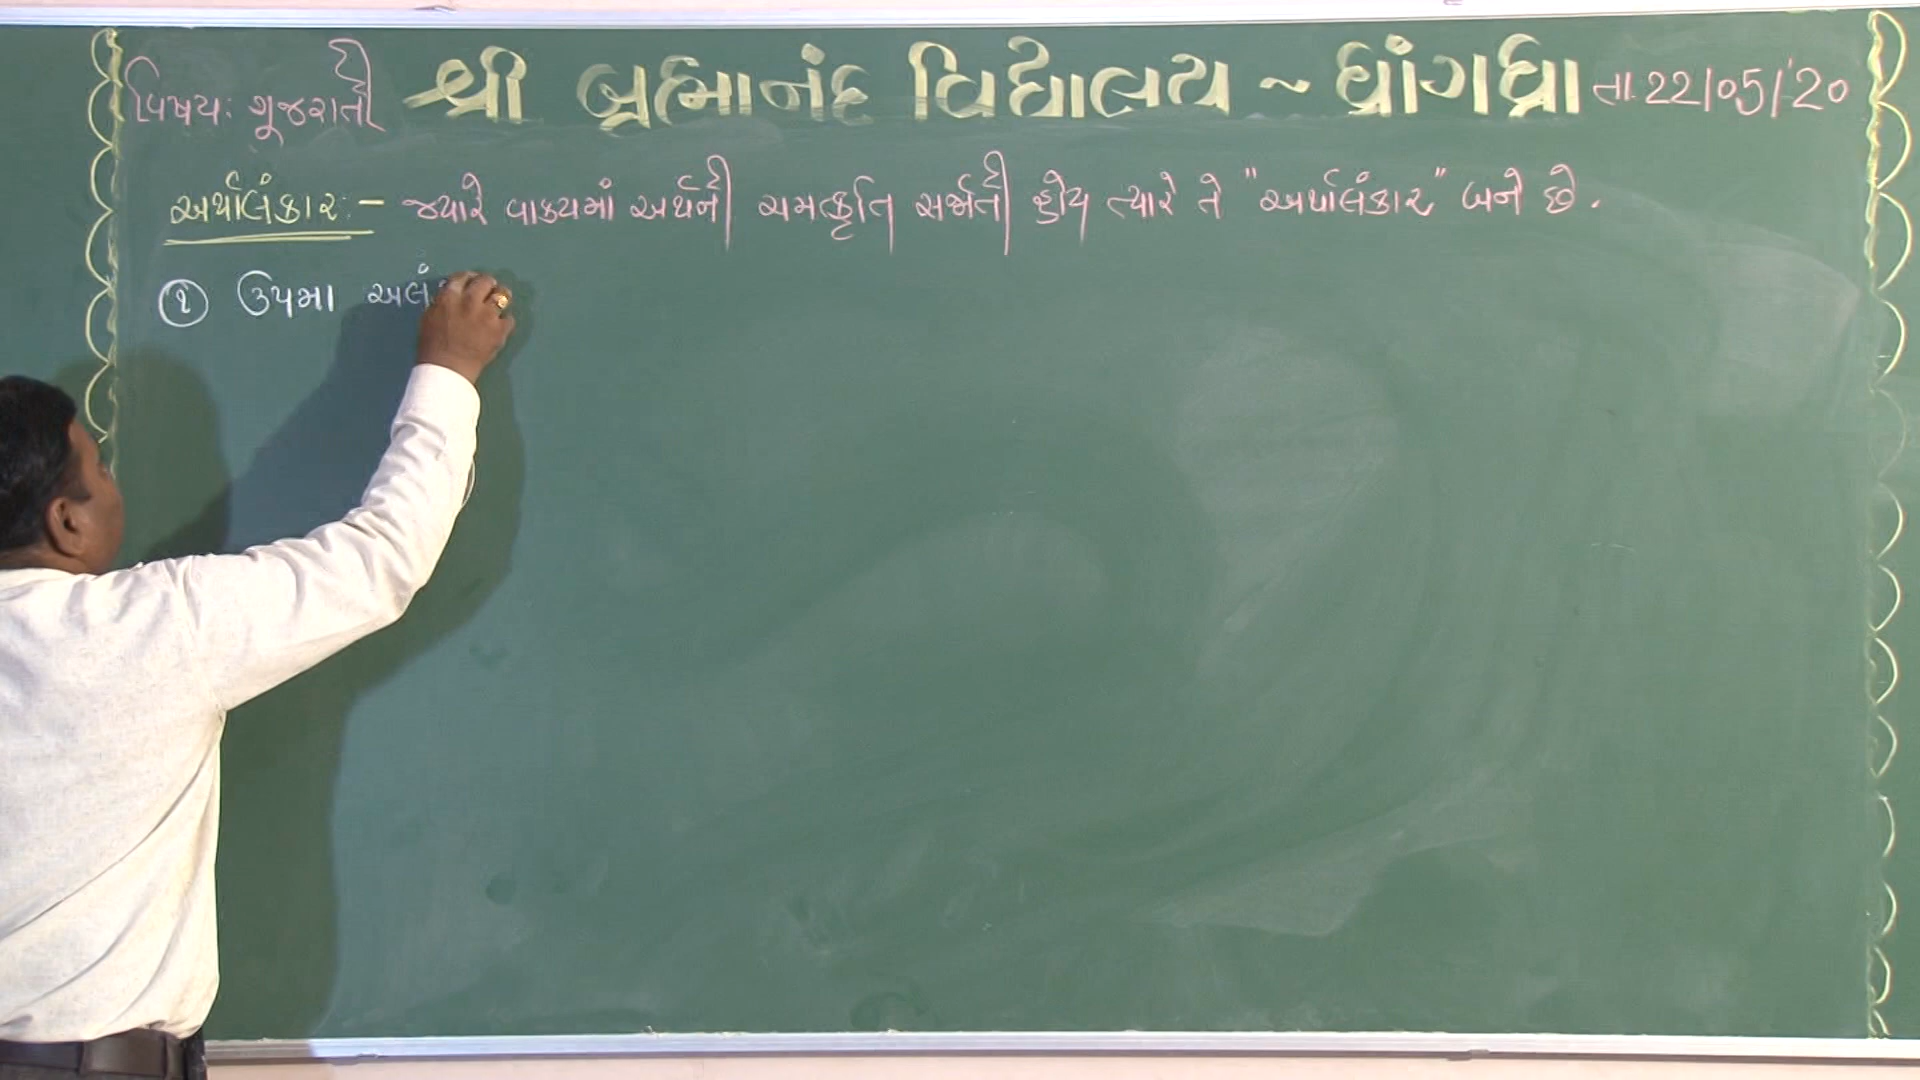 વિષય: ગૂજરાતી શ્રી બ્રહ્માનંદ વિદ્યાલય ~ ધ્રાંગધ્રા તા. 22/05/'20
અર્થાલંકાર :- જ્યારે વાક્યમાં અર્થની ચમત્કૃતિ સર્જાતી હોય ત્યારે તે "અર્થાલંકાર" બને છે.
① ઉપમા